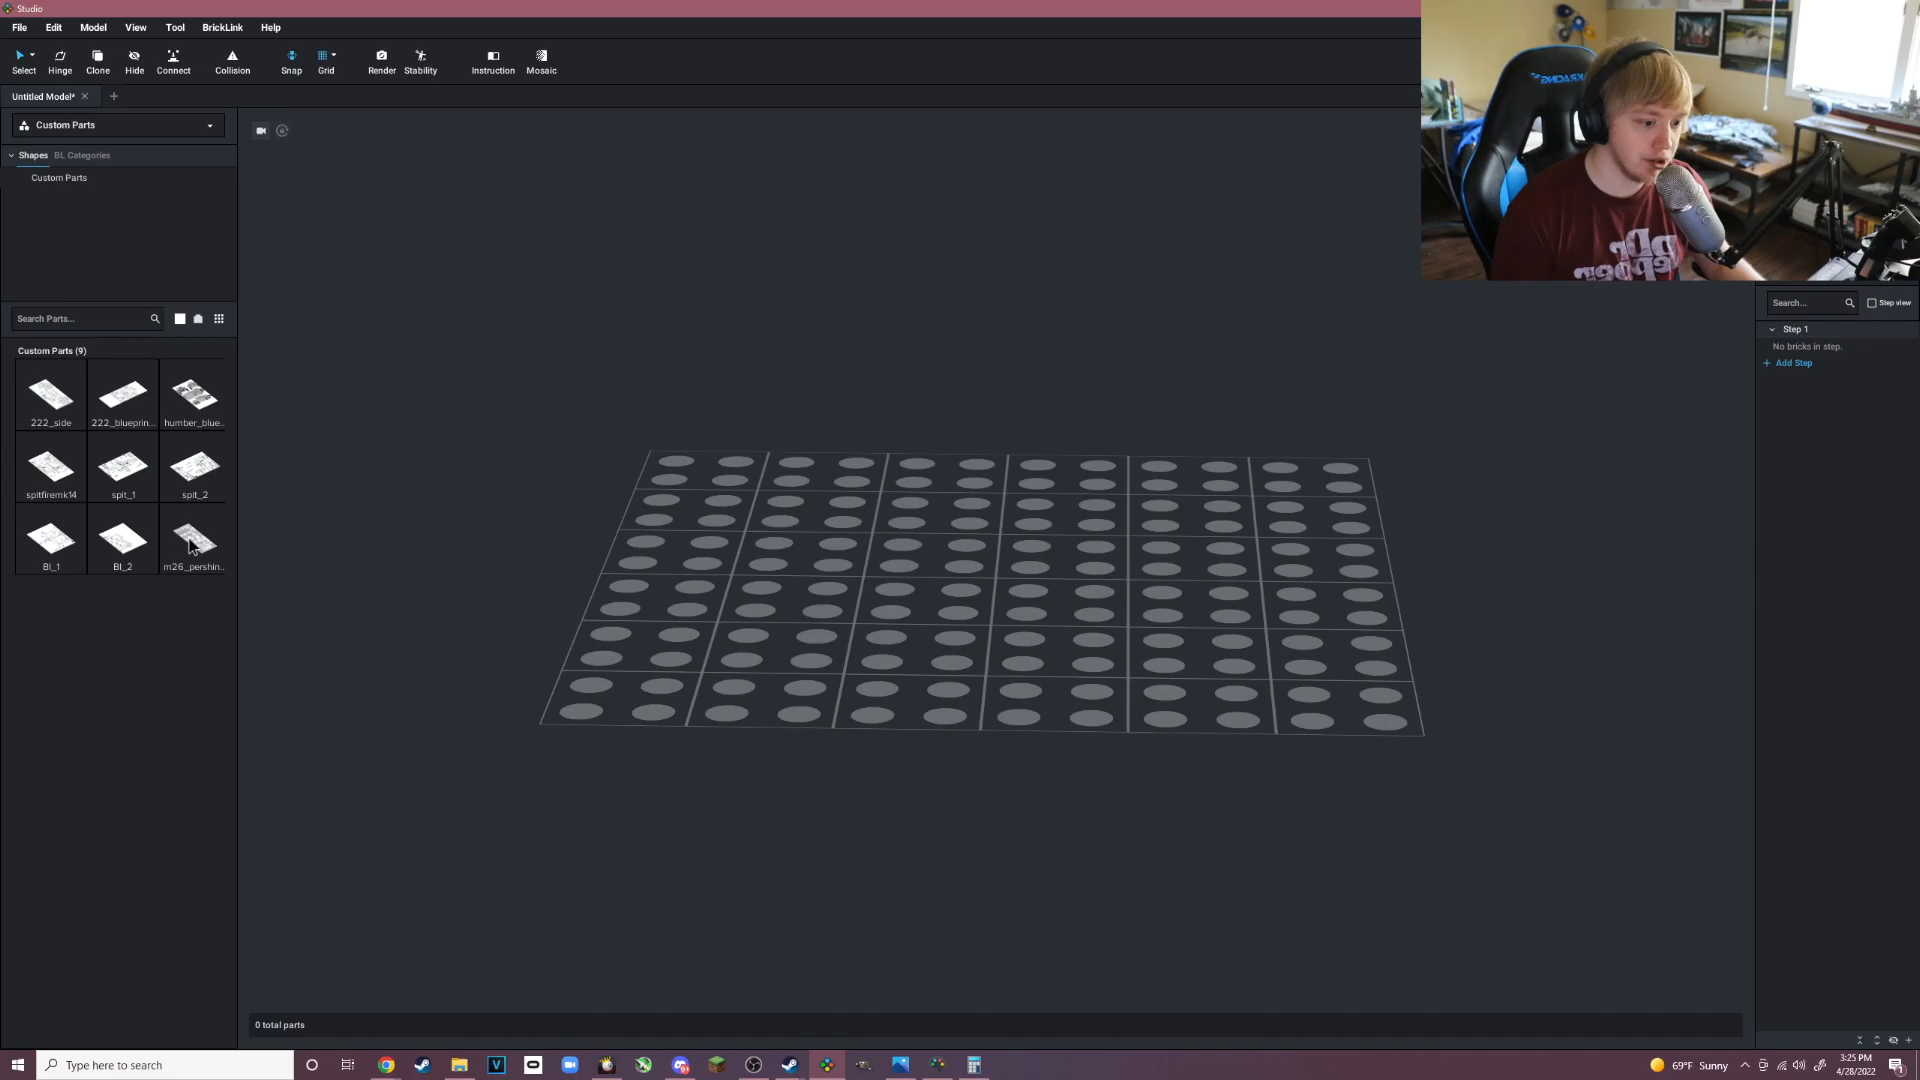 Studio
File Edit Model View Tool BrickLink Help
Select Hinge Clone Hide Connect Collision Snap Grid Render Stability Instruction Mosaic
Untitled Model*
Custom Parts
Shapes BL Categories
Custom Parts
Search Parts...
Custom Parts (9)
222_side 222_blueprin... humber_blue..
spitfiremk14 spit_1 spit_2
BI_1 BI_2 m26_pershin..
0 total parts
Search... Step view
Step 1
No bricks in step.
Add Step
Type here to search
69°F Sunny
3:25 PM
4/28/2022